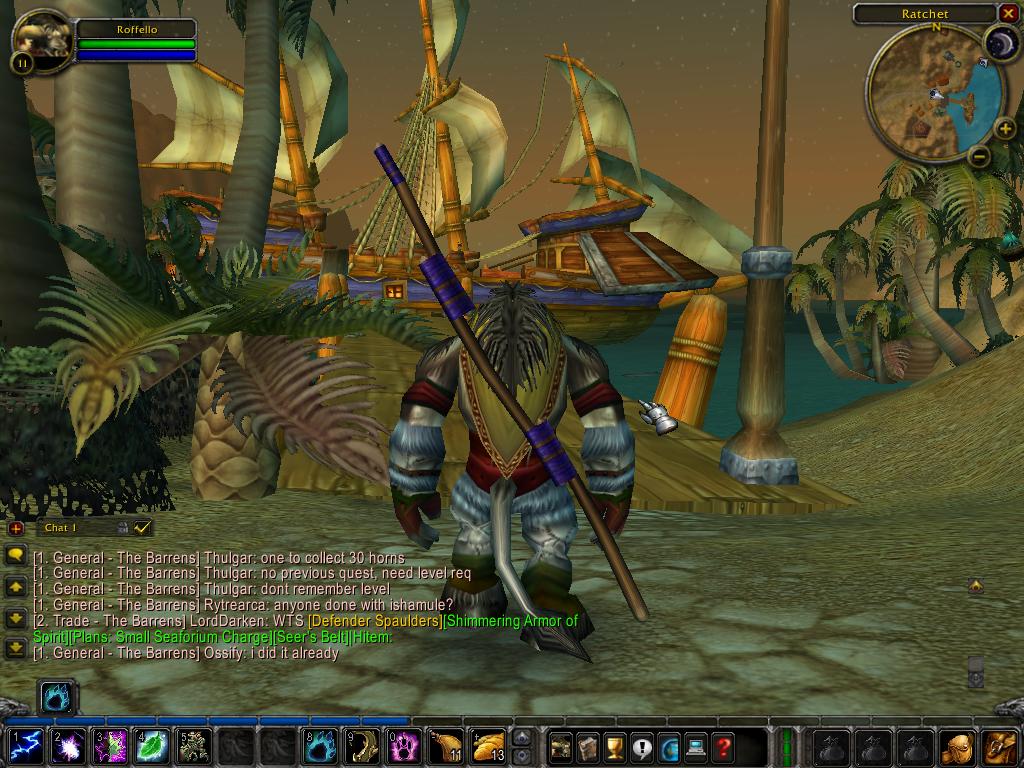 Roffello
11
Ratchet
N
Chat 1
[1. General - The Barrens] Thulgar: one to collect 30 horns
[1. General - The Barrens] Thulgar: no previous quest, need level req
[1. General - The Barrens] Thulgar: dont remember level
[1. General - The Barrens] Rytrearca: anyone done with ishamule?
[2. Trade - The Barrens] LordDarken: WTS [Defender Spaulders][Shimmering Armor of
Spirit][Plans: Small Seaforium Charge][Seer's Belt]|Hitem:
[1. General - The Barrens] Ossify: i did it already
1 2 3 4 5 8 9 0 - 11 = 13